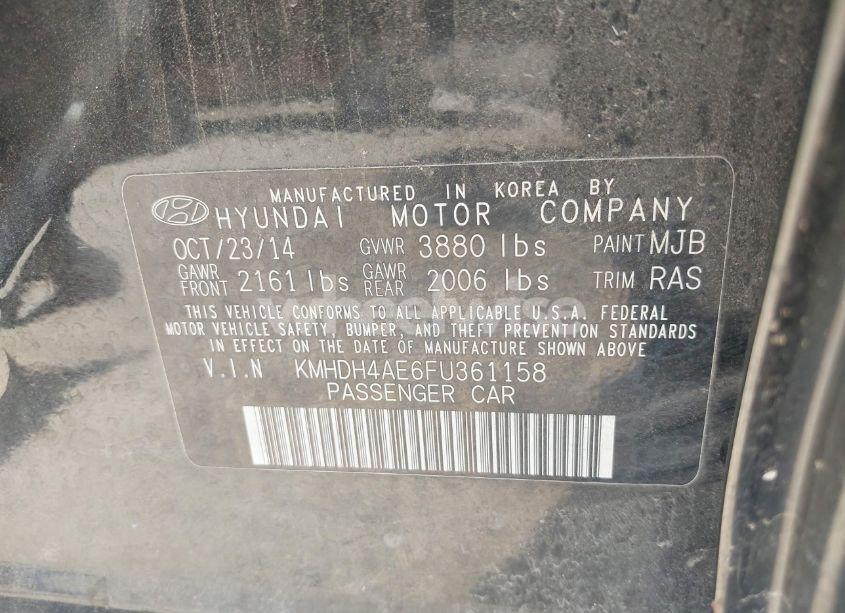 MANUFACTURED IN KOREA BY
HYUNDAI MOTOR COMPANY
OCT/23/14 GVWR 3880 lbs PAINT MJB
GAWR FRONT 2161 lbs GAWR REAR 2006 lbs TRIM RAS
THIS VEHICLE CONFORMS TO ALL APPLICABLE U.S.A. FEDERAL
MOTOR VEHICLE SAFETY, BUMPER, AND THEFT PREVENTION STANDARDS
IN EFFECT ON THE DATE OF MANUFACTURE SHOWN ABOVE
V.I.N KMHDH4AE6FU361158
PASSENGER CAR